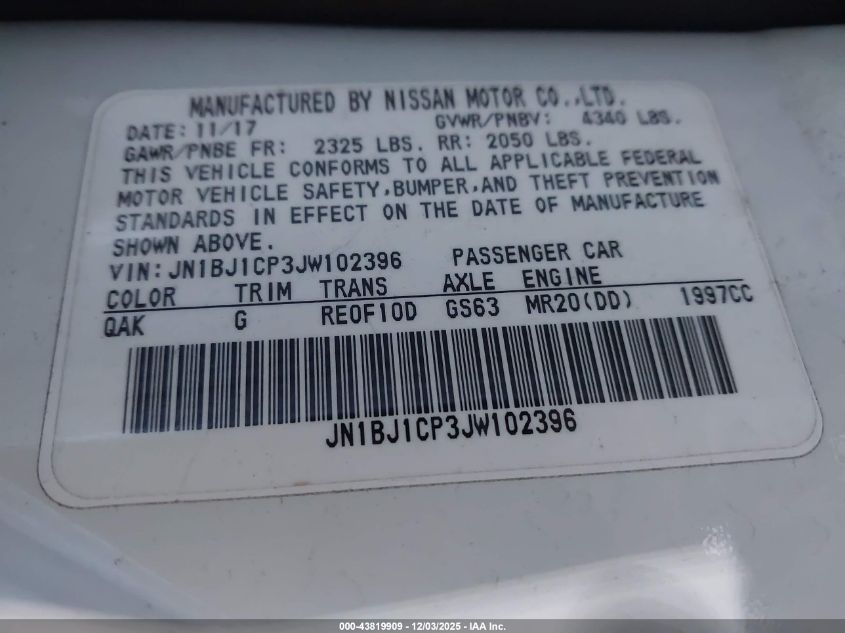 MANUFACTURED BY NISSAN MOTOR CO.,LTD.
DATE: 11/17 GVWR/PNBV: 4340 LBS.
GAWR/PNBE FR: 2325 LBS. RR: 2050 LBS.
THIS VEHICLE CONFORMS TO ALL APPLICABLE FEDERAL
MOTOR VEHICLE SAFETY,BUMPER,AND THEFT PREVENTION
STANDARDS IN EFFECT ON THE DATE OF MANUFACTURE
SHOWN ABOVE.
VIN: JN1BJ1CP3JW102396 PASSENGER CAR
COLOR TRIM TRANS AXLE ENGINE
QAK G RE0F10D GS63 MR20(DD) 1997CC
JN1BJ1CP3JW102396
000-43819909 - 12/03/2025 - IAA Inc.